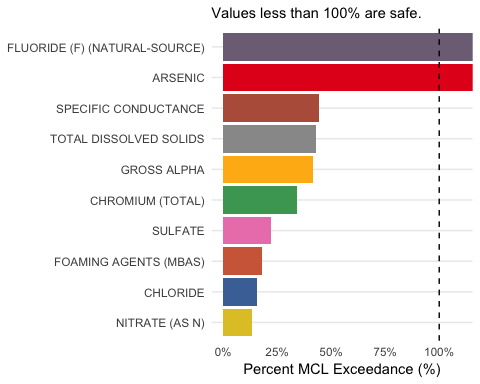 Values less than 100% are safe.
FLUORIDE (F) (NATURAL-SOURCE)
ARSENIC
SPECIFIC CONDUCTANCE
TOTAL DISSOLVED SOLIDS
GROSS ALPHA
CHROMIUM (TOTAL)
SULFATE
FOAMING AGENTS (MBAS)
CHLORIDE
NITRATE (AS N)
0% 25% 50% 75% 100%
Percent MCL Exceedance (%)